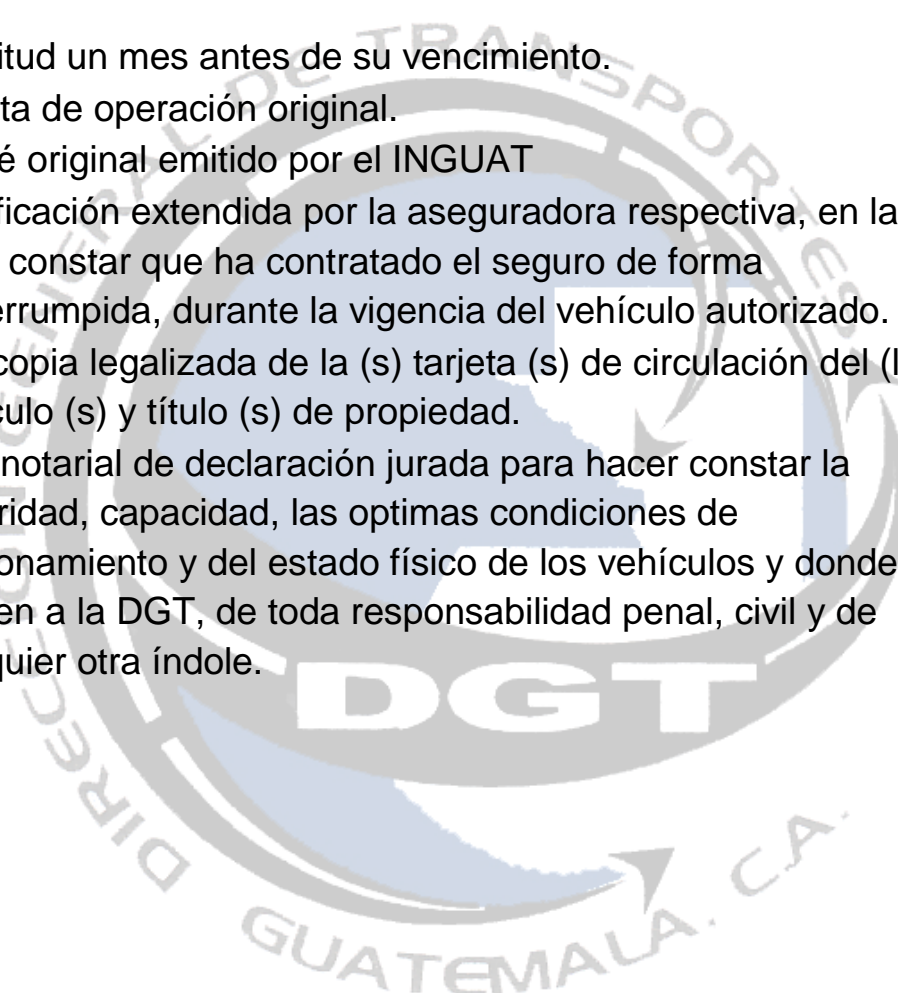 itud un mes antes de su vencimiento.
ta de operación original.
é original emitido por el INGUAT
ficación extendida por la aseguradora respectiva, en la
constar que ha contratado el seguro de forma
errumpida, durante la vigencia del vehículo autorizado.
copia legalizada de la (s) tarjeta (s) de circulación del (l
culo (s) y título (s) de propiedad.
notarial de declaración jurada para hacer constar la
ridad, capacidad, las optimas condiciones de
onamiento y del estado físico de los vehículos y donde
en a la DGT, de toda responsabilidad penal, civil y de
quier otra índole.
DIRECCION GENERAL DE TRANSPORTES
DGT
GUATEMALA. C.A.